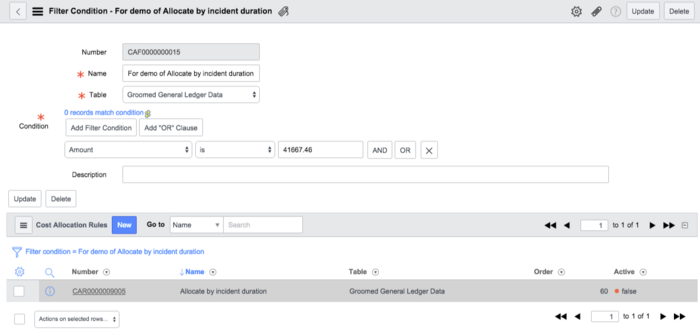 Filter Condition - For demo of Allocate by incident duration
Update
Delete
Number
CAF0000000015
Name
For demo of Allocate by incident duration
Table
Groomed General Ledger Data
0 records match condition
Condition
Add Filter Condition
Add "OR" Clause
Amount
is
41667.46
AND
OR
Description
Update
Delete
Cost Allocation Rules
New
Go to
Name
Search
1 to 1 of 1
Filter condition = For demo of Allocate by incident duration
Number
Name
Table
Order
Active
CAR0000009005
Allocate by incident duration
Groomed General Ledger Data
60
false
Actions on selected rows...
1 to 1 of 1